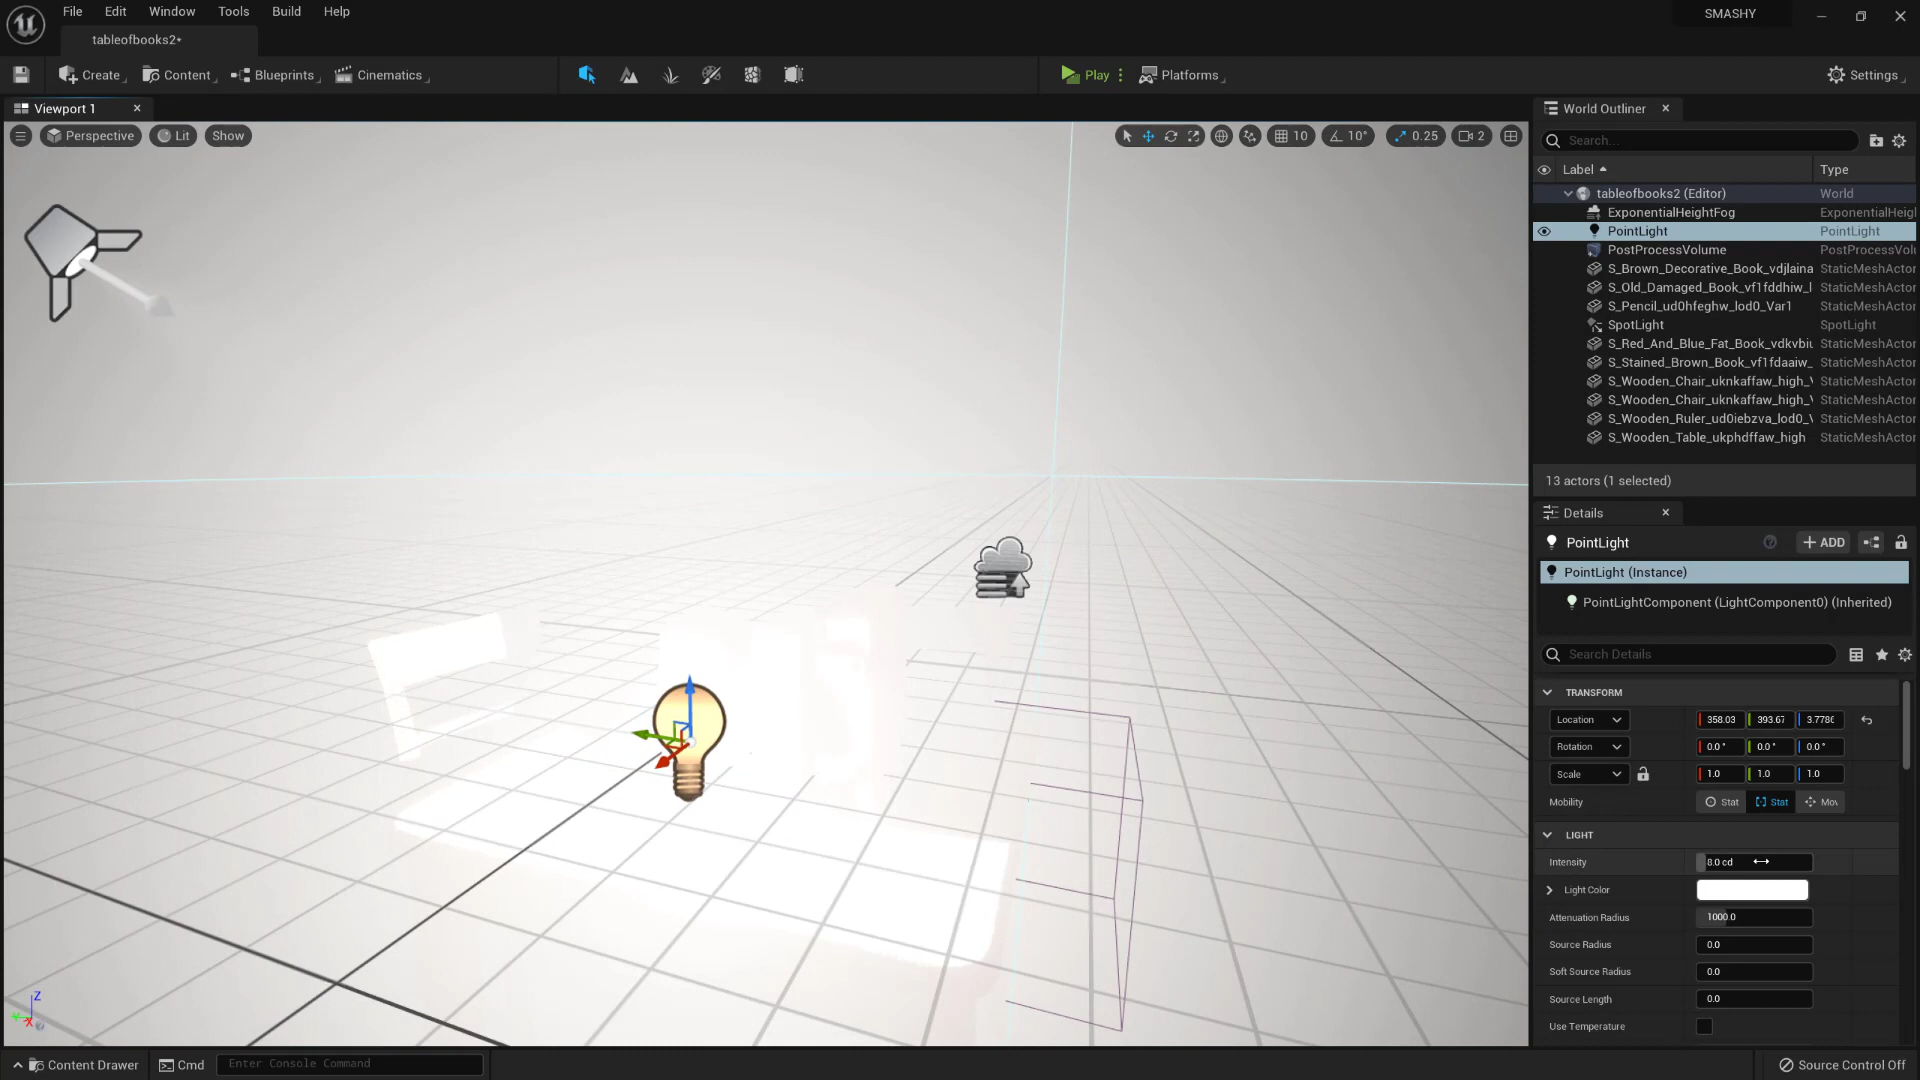 File Edit Window Tools Build Help
SMASHY
tableofbooks2•
Create Content Blueprints Cinematics
Play Platforms
Settings
Viewport 1
Perspective Lit Show
10 10° 0.25 2
World Outliner
Search...
Label Type
tableofbooks2 (Editor) World
ExponentialHeightFog ExponentialHeigl
PointLight PointLight
PostProcessVolume PostProcessVolu
S_Brown_Decorative_Book_vdjlaina StaticMeshActor
S_Old_Damaged_Book_vf1fddhiw_l StaticMeshActor
S_Pencil_ud0hfeghw_lod0_Var1 StaticMeshActor
SpotLight SpotLight
S_Red_And_Blue_Fat_Book_vdkvbiu StaticMeshActor
S_Stained_Brown_Book_vf1fdaaiw_ StaticMeshActor
S_Wooden_Chair_uknkaffaw_high_V StaticMeshActor
S_Wooden_Chair_uknkaffaw_high_V StaticMeshActor
S_Wooden_Ruler_ud0iebzva_lod0_V StaticMeshActor
S_Wooden_Table_ukphdffaw_high StaticMeshActor
13 actors (1 selected)
Details
PointLight
ADD
PointLight (Instance)
PointLightComponent (LightComponent0) (Inherited)
Search Details
TRANSFORM
Location 358.03 393.67 3.778
Rotation 0.0 ° 0.0 ° 0.0 °
Scale 1.0 1.0 1.0
Mobility Stat Stat Mov
LIGHT
Intensity 8.0 cd
Light Color
Attenuation Radius 1000.0
Source Radius 0.0
Soft Source Radius 0.0
Source Length 0.0
Use Temperature
Z
Y
X
Content Drawer Cmd Enter Console Command
Source Control Off